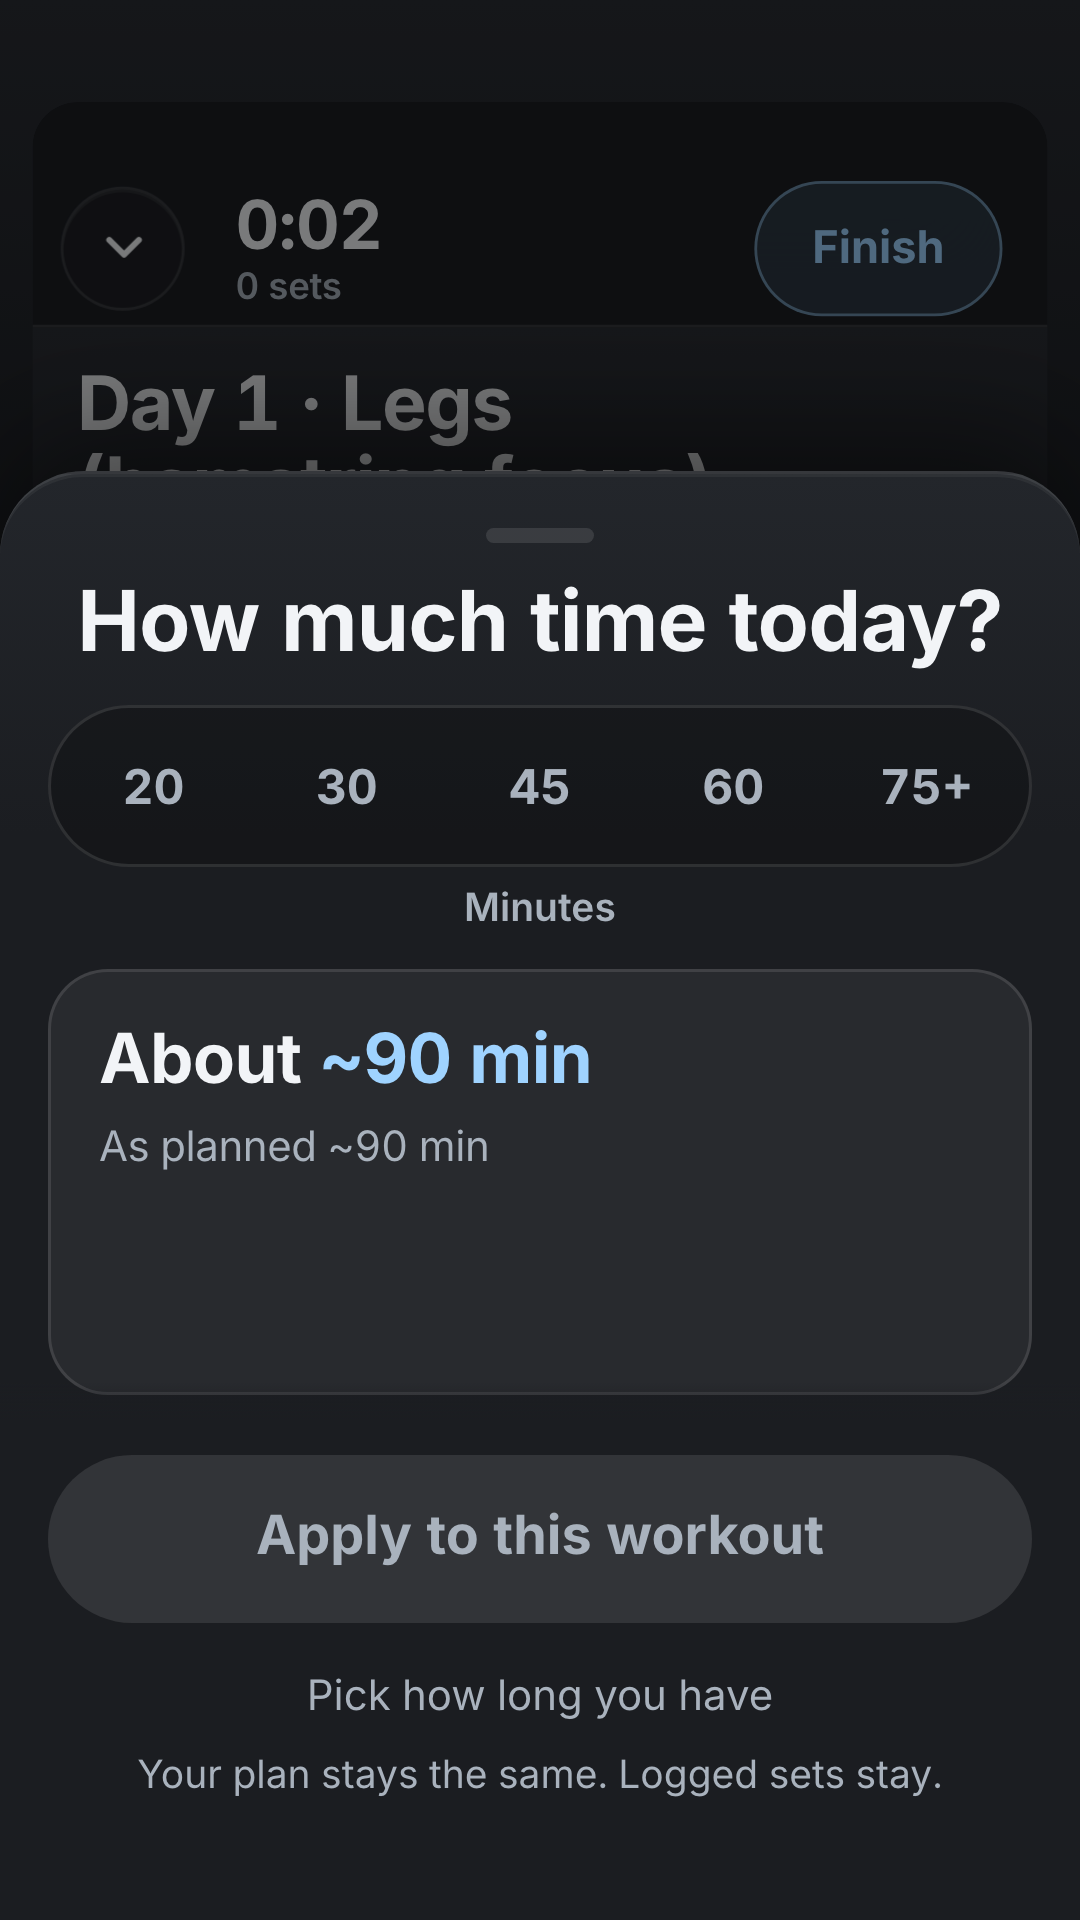 0:02
0 sets
Finish
Day 1 · Legs
(hamstring focus)
How much time today?
20 30 45 60 75+
Minutes
About ~90 min
As planned ~90 min
Apply to this workout
Pick how long you have
Your plan stays the same. Logged sets stay.